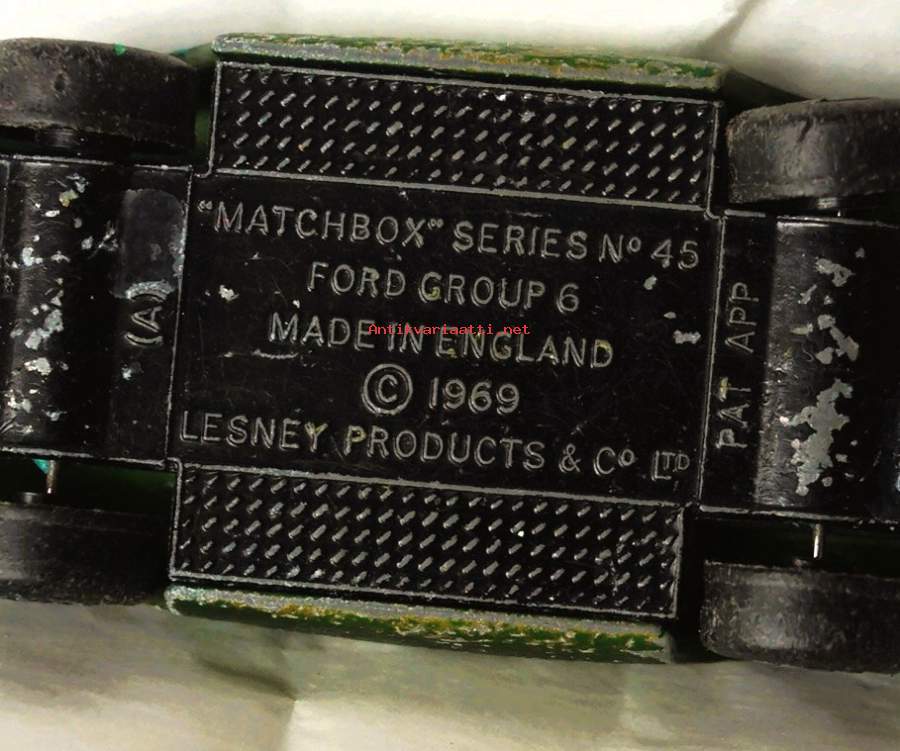 "MATCHBOX" SERIES Nº 45
FORD GROUP 6
MADE IN ENGLAND
© 1969
LESNEY PRODUCTS & Cº LTD
(A)
PAT APP
Antikvariaatti.net